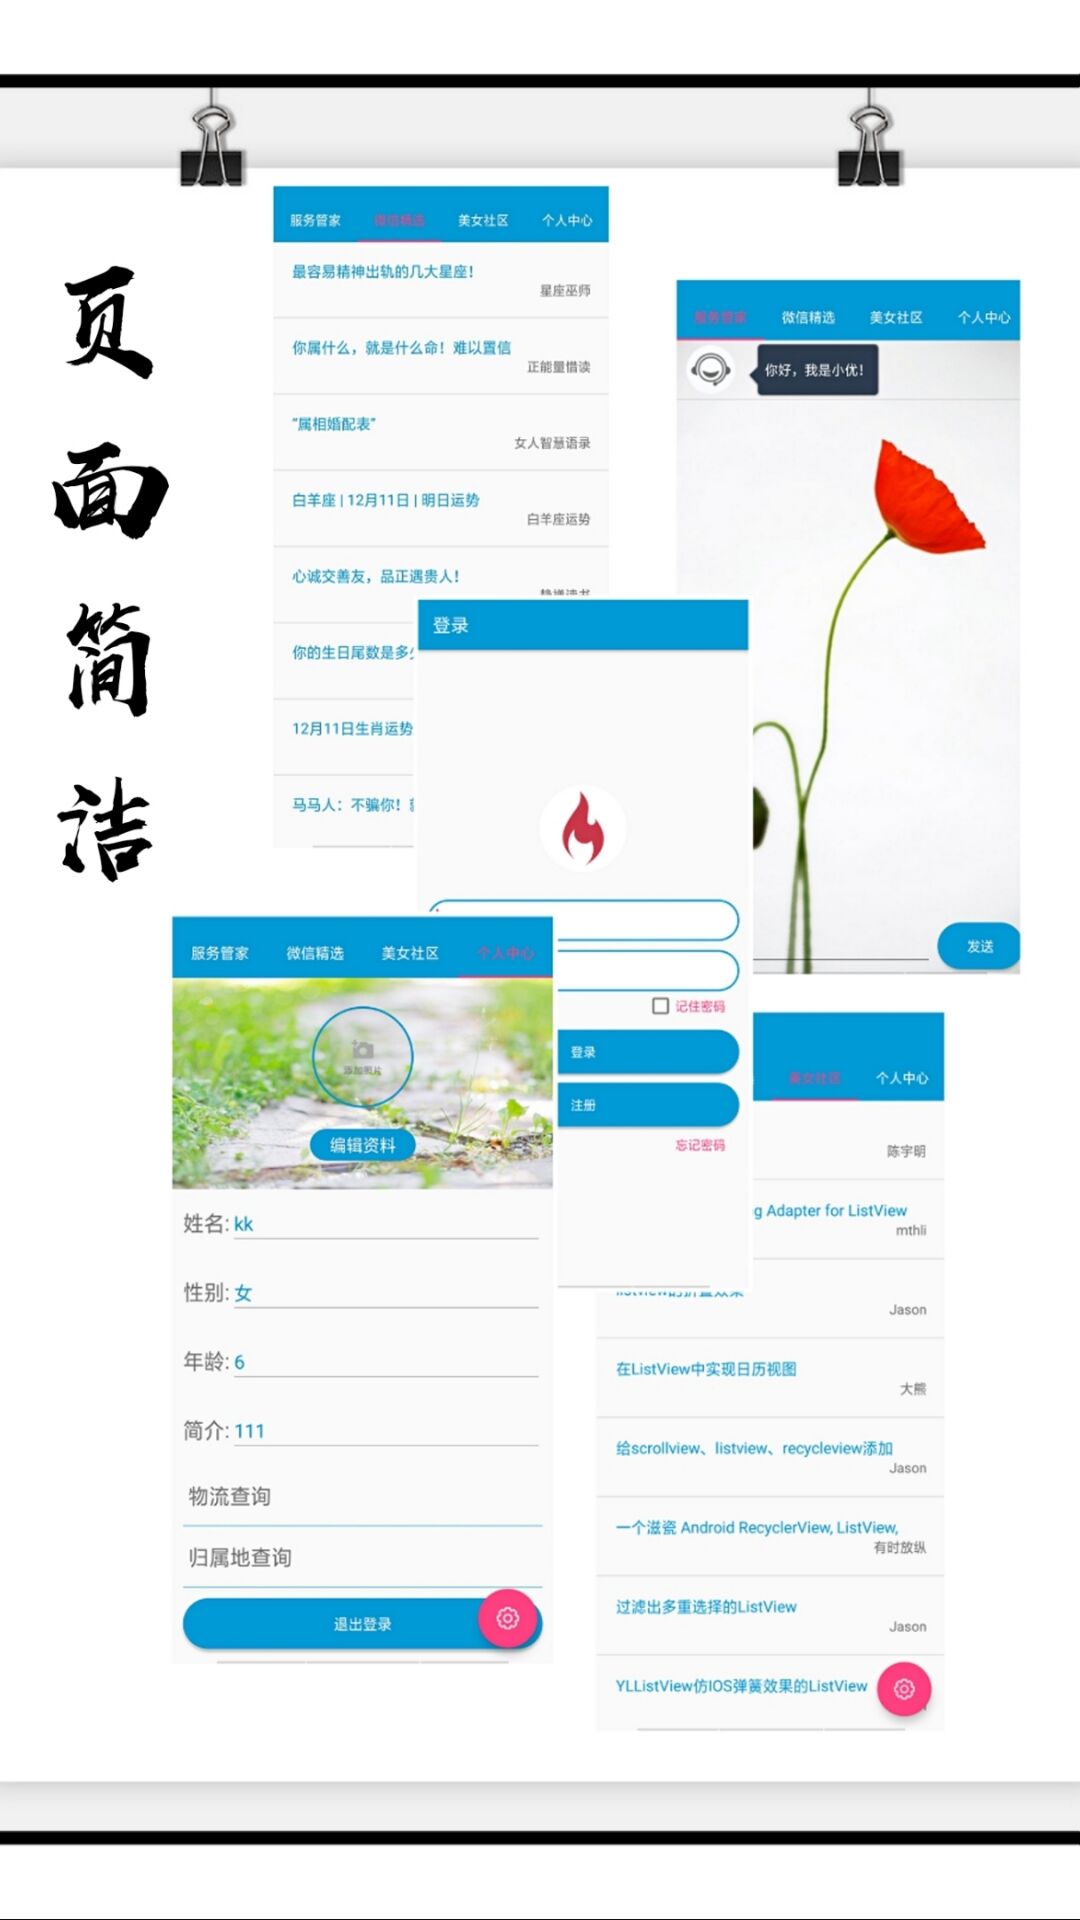 页面简洁
服务管家 微信精选 美女社区 个人中心
最容易精神出轨的几大星座!
星座巫师
你属什么，就是什么命！难以置信
正能量惜读
“属相婚配表”
女人智慧语录
白羊座 | 12月11日 | 明日运势
白羊座运势
心诚交善友，品正遇贵人!
你的生日尾数是多
12月11日生肖运势
马马人：不骗你！
服务管家 微信精选 美女社区 个人中心
你好，我是小优!
发送
登录
记住密码
登录
注册
忘记密码
服务管家 微信精选 美女社区 个人中心
添加照片
编辑资料
姓名: kk
性别: 女
年龄: 6
简介: 111
物流查询
归属地查询
退出登录
美女社区 个人中心
陈宇明
g Adapter for ListView
mthli
listview的折叠效果
Jason
在ListView中实现日历视图
大熊
给scrollview、listview、recycleview添加
Jason
一个滋瓷 Android RecyclerView, ListView,
有时放纵
过滤出多重选择的ListView
Jason
YLListView仿IOS弹簧效果的ListView